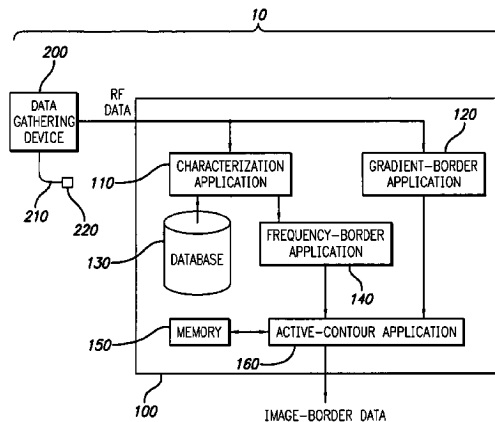 10
200
DATA
GATHERING
DEVICE
RF
DATA
210
220
120
CHARACTERIZATION
APPLICATION
110
GRADIENT-BORDER
APPLICATION
130
DATABASE
FREQUENCY-BORDER
APPLICATION
140
150
MEMORY
ACTIVE-CONTOUR APPLICATION
160
100
IMAGE-BORDER DATA